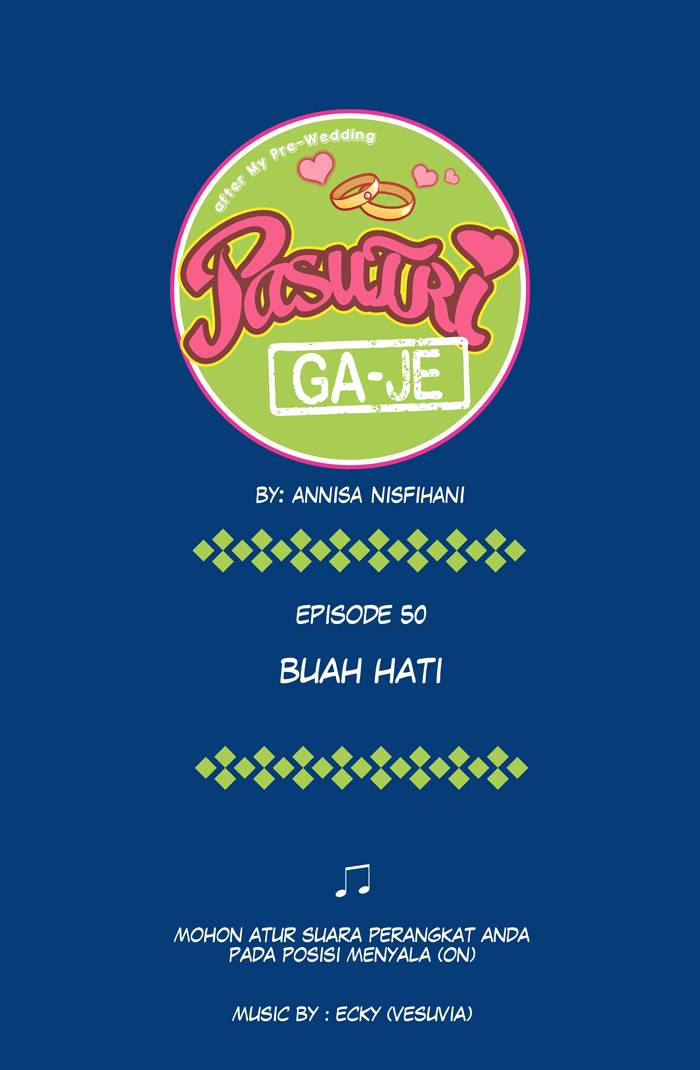 after My Pre-Wedding
Pasutri
GA-JE
BY: ANNISA NISFIHANI
EPISODE 50
BUAH HATI
MOHON ATUR SUARA PERANGKAT ANDA
PADA POSISI MENYALA (ON)
MUSIC BY : ECKY (VESUVIA)